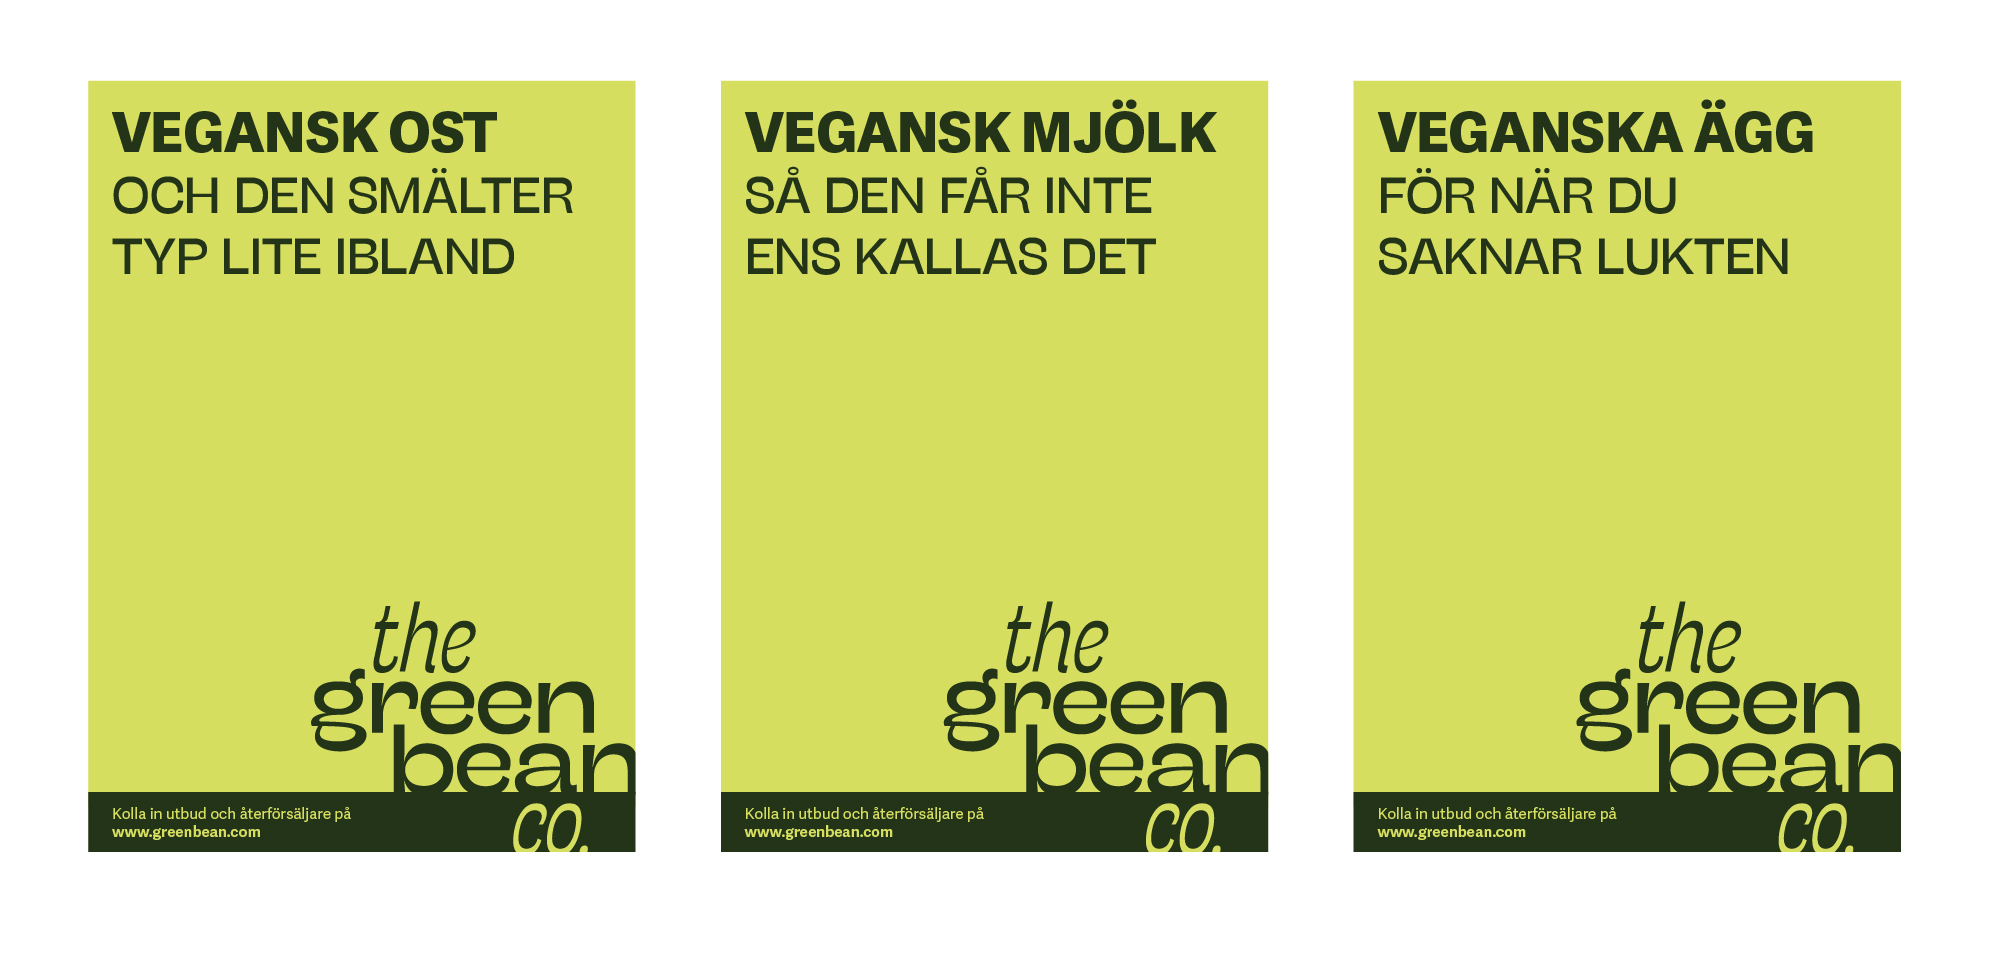 VEGANSK OST
OCH DEN SMÄLTER
TYP LITE IBLAND
the
green
bean
co.
Kolla in utbud och återförsäljare på
www.greenbean.com
VEGANSK MJÖLK
SÅ DEN FÅR INTE
ENS KALLAS DET
the
green
bean
co.
Kolla in utbud och återförsäljare på
www.greenbean.com
VEGANSKA ÄGG
FÖR NÄR DU
SAKNAR LUKTEN
the
green
bean
co.
Kolla in utbud och återförsäljare på
www.greenbean.com